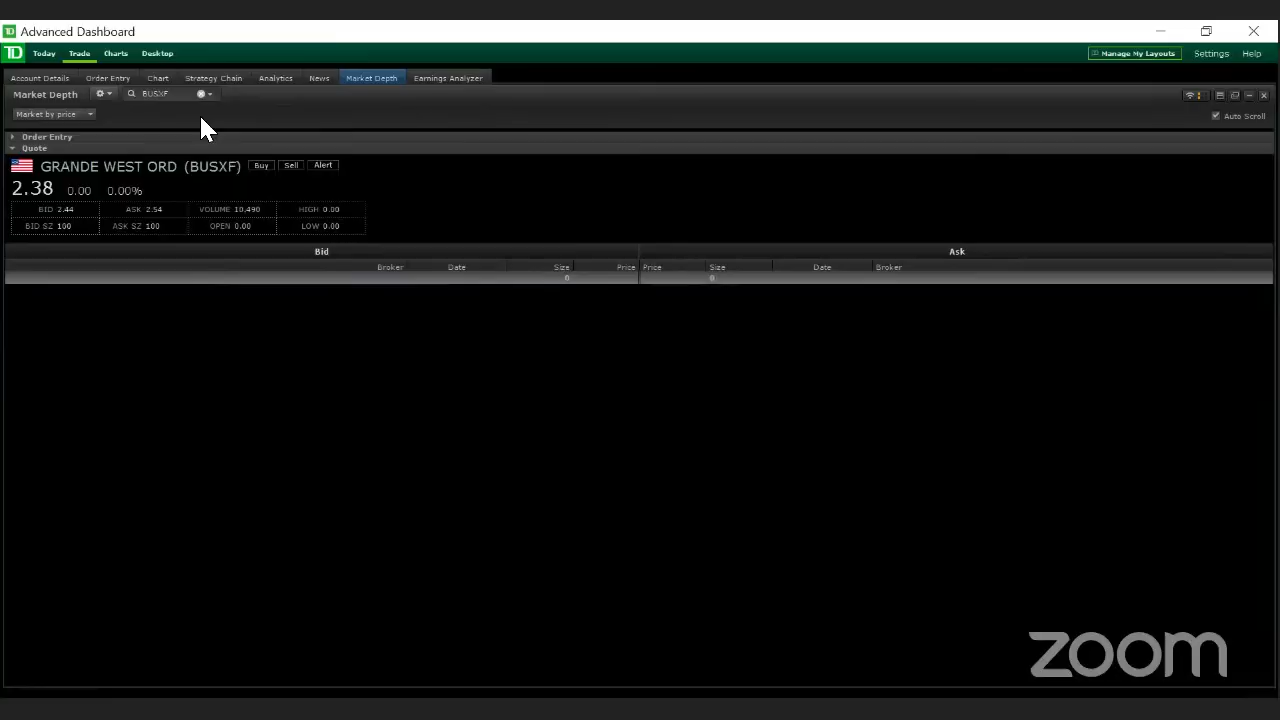 TD Advanced Dashboard
TD Today Trade Charts Desktop Manage My Layouts Settings Help
Account Details Order Entry Chart Strategy Chain Analytics News Market Depth Earnings Analyzer
Market Depth BUSXF
Market by price Auto Scroll
Order Entry
Quote
GRANDE WEST ORD (BUSXF) Buy Sell Alert
2.38 0.00 0.00%
BID 2.44 ASK 2.54 VOLUME 10,490 HIGH 0.00
BID SZ 100 ASK SZ 100 OPEN 0.00 LOW 0.00
Bid Ask
Broker Date Size Price Price Size Date Broker
0 0
zoom